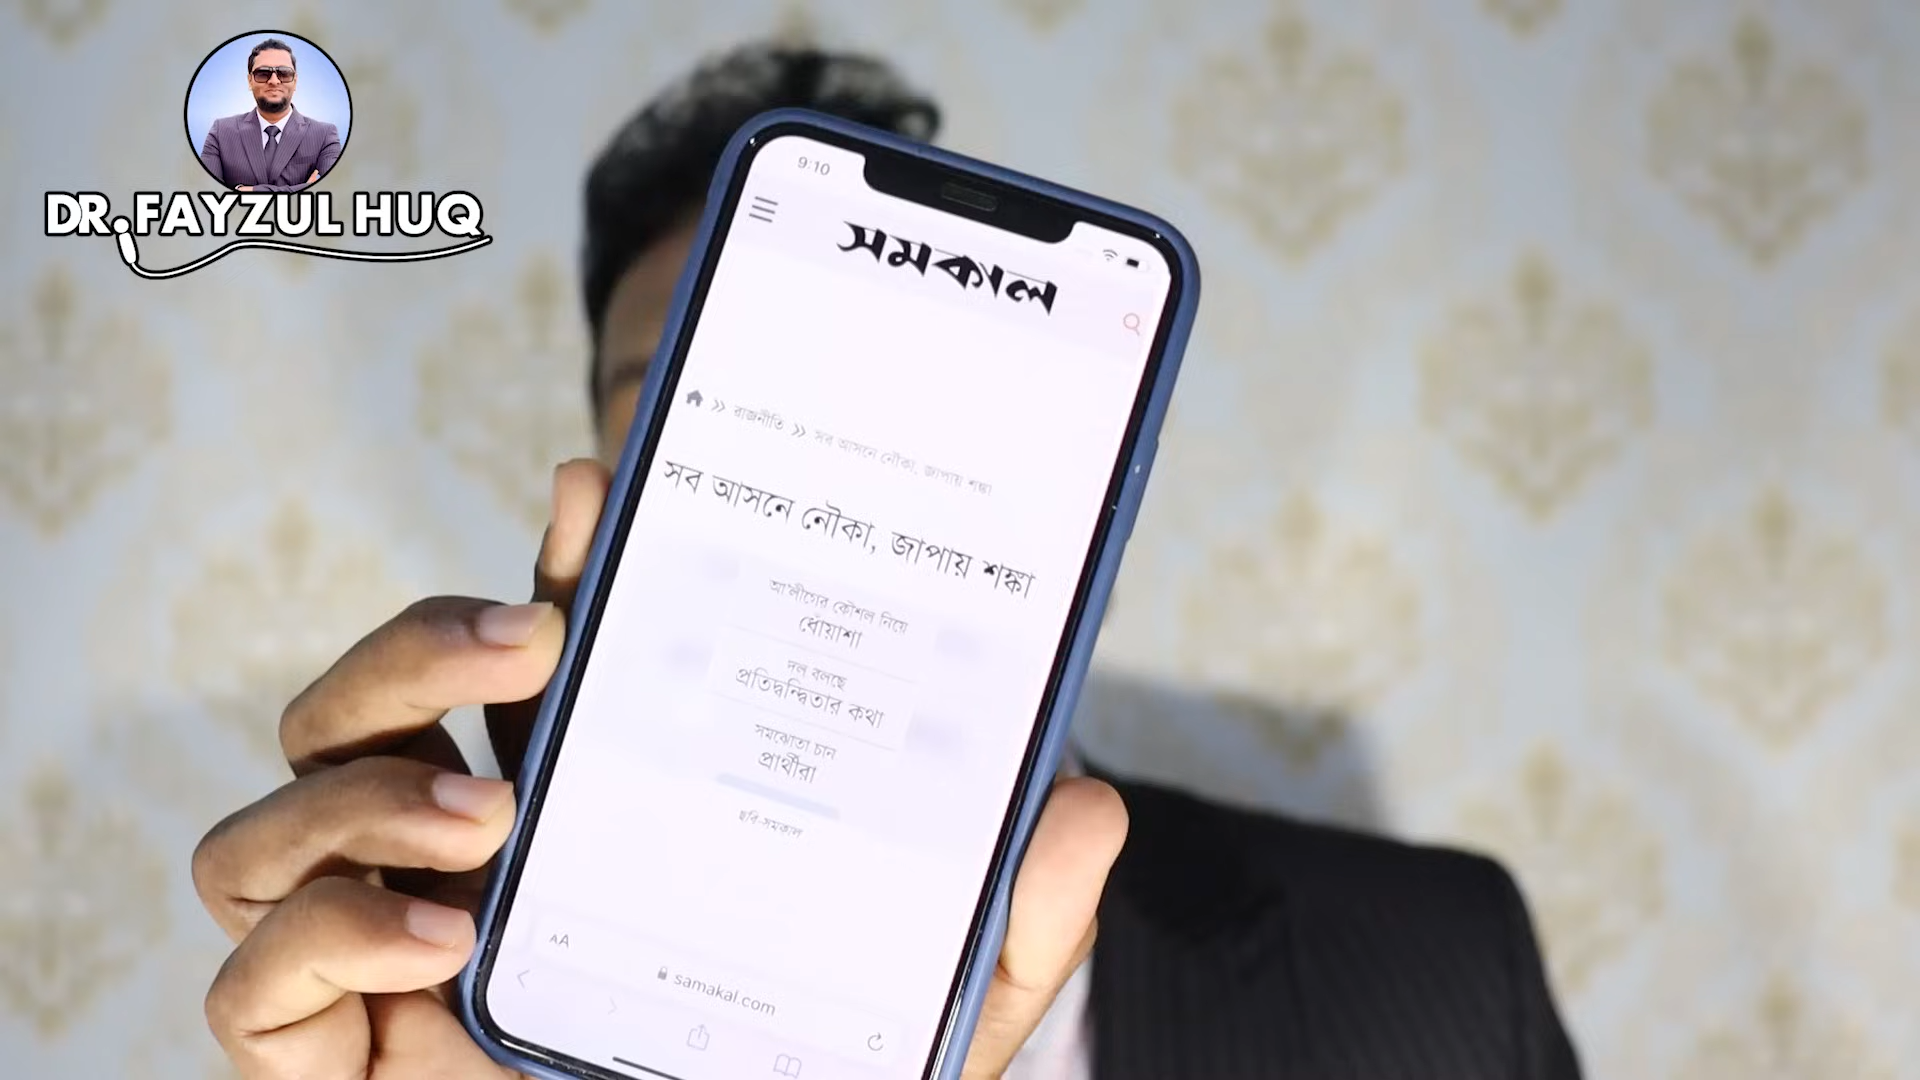 DR. FAYZUL HUQ
9:10
সমকাল
রাজনীতি >> সব আসনে নৌকা, জাপায় শঙ্কা
সব আসনে নৌকা, জাপায় শঙ্কা
আ'লীগের কৌশল নিয়ে
ধোঁয়াশা
দল বলছে
প্রতিদ্বন্দ্বিতার কথা
সমঝোতা চান
প্রার্থীরা
ছবি-সমকাল
AA
samakal.com